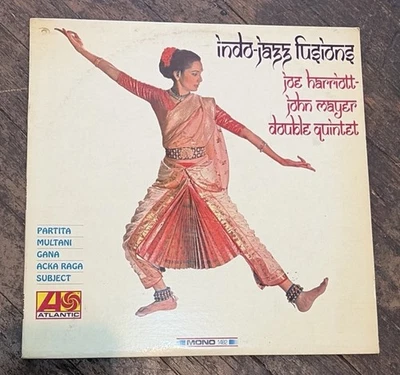 indo-jazz fusions
joe harriott-
john mayer
double quintet
PARTITA
MULTANI
GANA
ACKA RAGA
SUBJECT
ATLANTIC
MONO